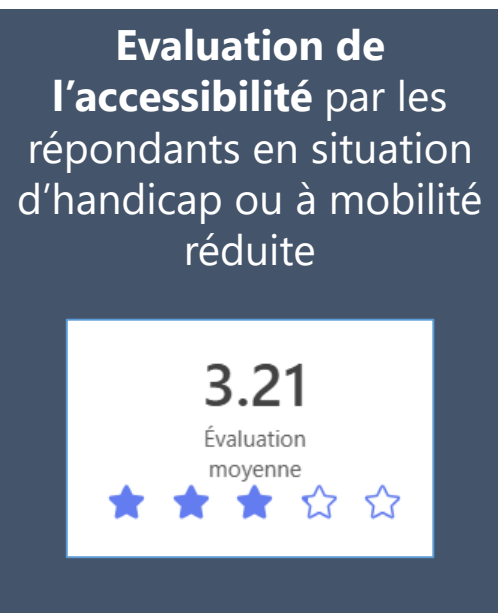 Evaluation de
l’accessibilité par les
répondants en situation
d’handicap ou à mobilité
réduite
3.21
Évaluation
moyenne